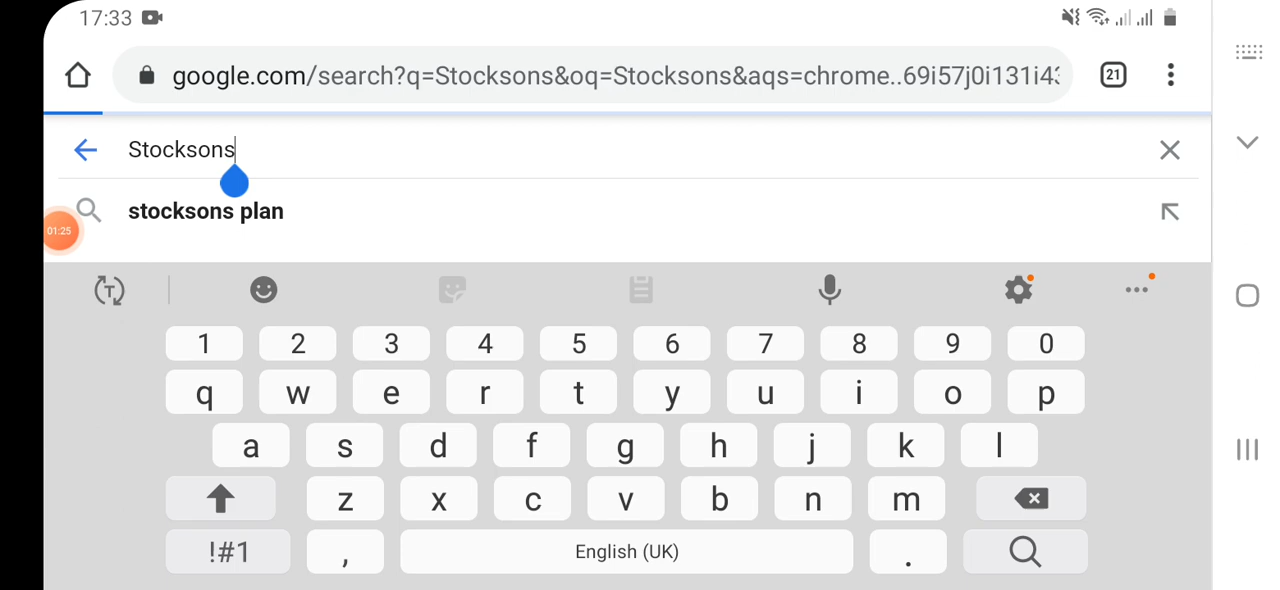 17:33
google.com/search?q=Stocksons&oq=Stocksons&aqs=chrome..69i57j0i131i43
21
Stocksons
stocksons plan
01:25
T
1 2 3 4 5 6 7 8 9 0
q w e r t y u i o p
a s d f g h j k l
z x c v b n m
!#1 , English (UK) .